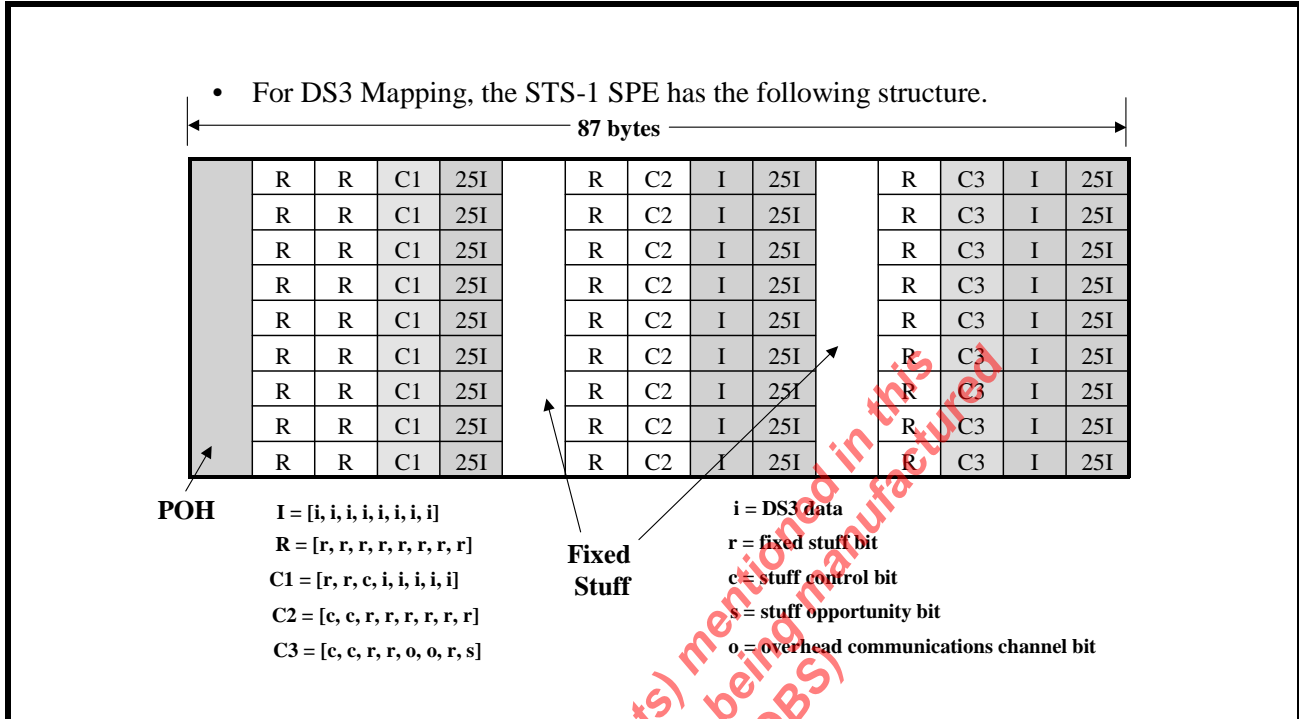 • For DS3 Mapping, the STS-1 SPE has the following structure.
87 bytes
R R C1 25I R C2 I 25I R C3 I 25I
R R C1 25I R C2 I 25I R C3 I 25I
R R C1 25I R C2 I 25I R C3 I 25I
R R C1 25I R C2 I 25I R C3 I 25I
R R C1 25I R C2 I 25I R C3 I 25I
R R C1 25I R C2 I 25I R C3 I 25I
R R C1 25I R C2 I 25I R C3 I 25I
R R C1 25I R C2 I 25I R C3 I 25I
R R C1 25I R C2 I 25I R C3 I 25I
POH
Fixed
Stuff
I = [i, i, i, i, i, i, i, i]
R = [r, r, r, r, r, r, r, r]
C1 = [r, r, c, i, i, i, i, i]
C2 = [c, c, r, r, r, r, r, r]
C3 = [c, c, r, r, o, o, r, s]
i = DS3 data
r = fixed stuff bit
c = stuff control bit
s = stuff opportunity bit
o = overhead communications channel bit
mentioned in this
being manufactured